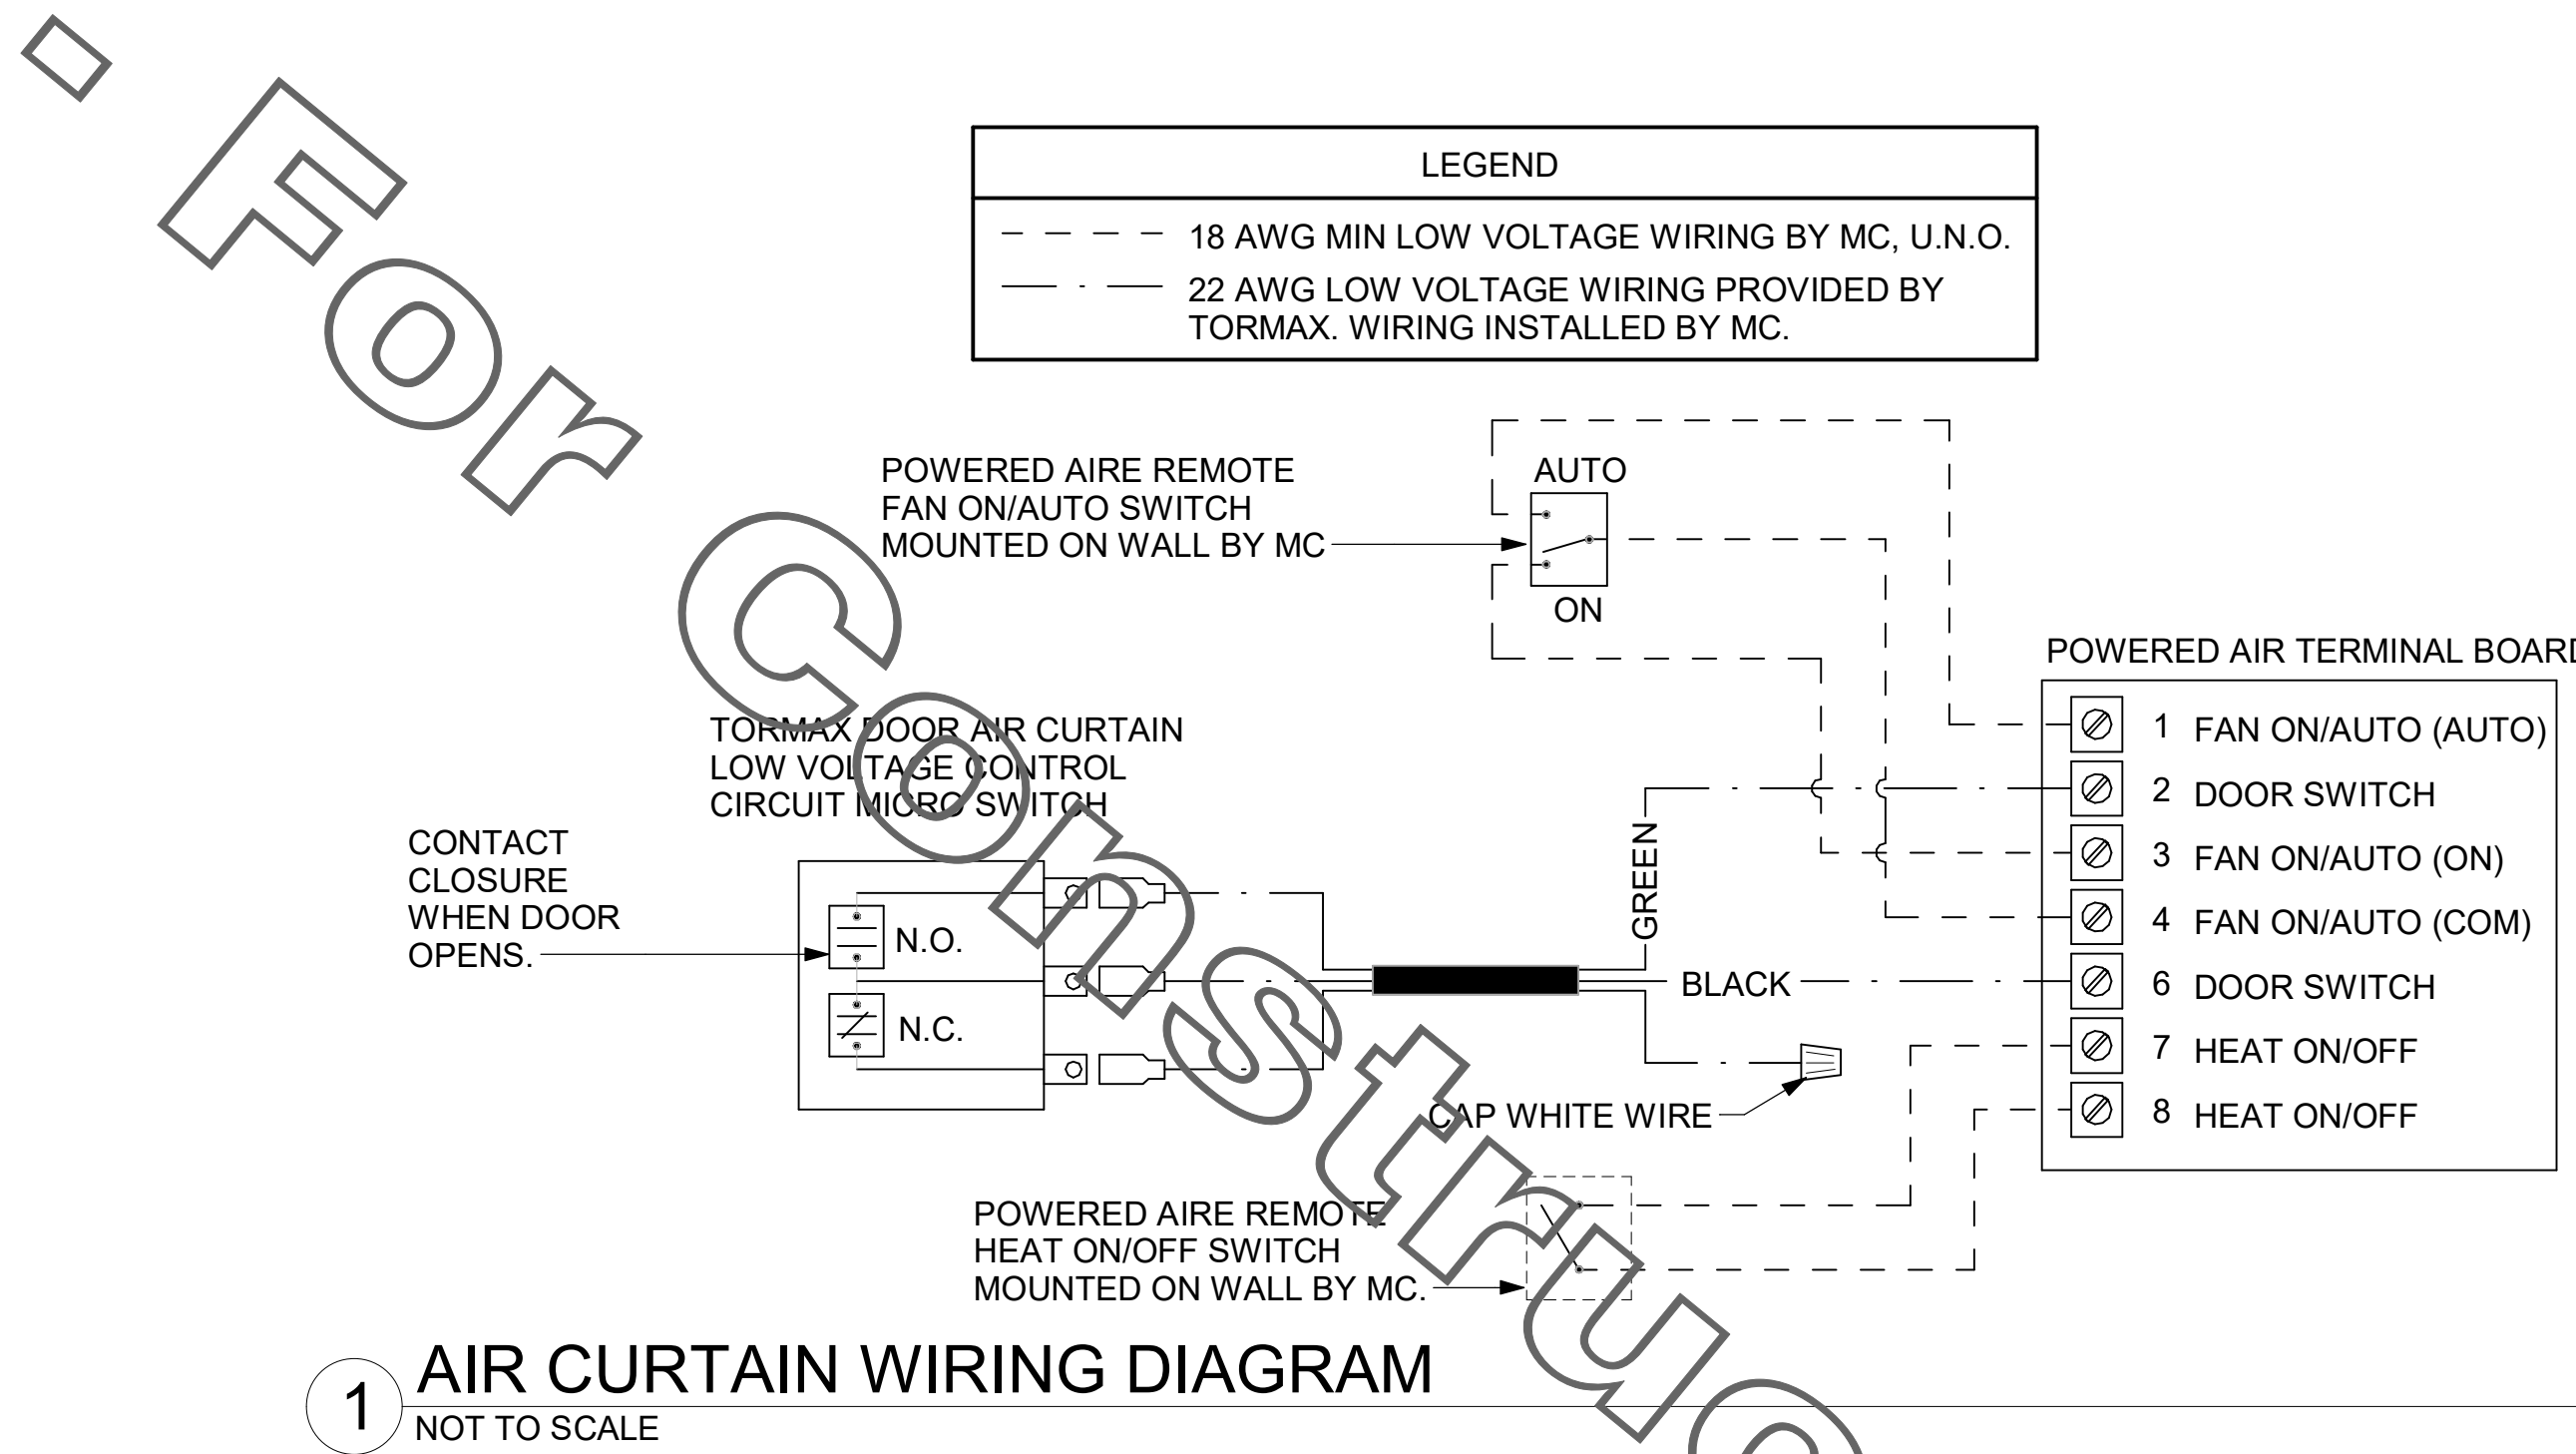 LEGEND
18 AWG MIN LOW VOLTAGE WIRING BY MC, U.N.O.
22 AWG LOW VOLTAGE WIRING PROVIDED BY
TORMAX. WIRING INSTALLED BY MC.
POWERED AIRE REMOTE
FAN ON/AUTO SWITCH
MOUNTED ON WALL BY MC
AUTO
ON
POWERED AIR TERMINAL BOARD
1 FAN ON/AUTO (AUTO)
2 DOOR SWITCH
3 FAN ON/AUTO (ON)
4 FAN ON/AUTO (COM)
6 DOOR SWITCH
7 HEAT ON/OFF
8 HEAT ON/OFF
TORMAX DOOR AIR CURTAIN
LOW VOLTAGE CONTROL
CIRCUIT MICRO SWITCH
CONTACT
CLOSURE
WHEN DOOR
OPENS.
N.O.
N.C.
GREEN
BLACK
CAP WHITE WIRE
POWERED AIRE REMOTE
HEAT ON/OFF SWITCH
MOUNTED ON WALL BY MC.
1 AIR CURTAIN WIRING DIAGRAM
NOT TO SCALE
- For Construc